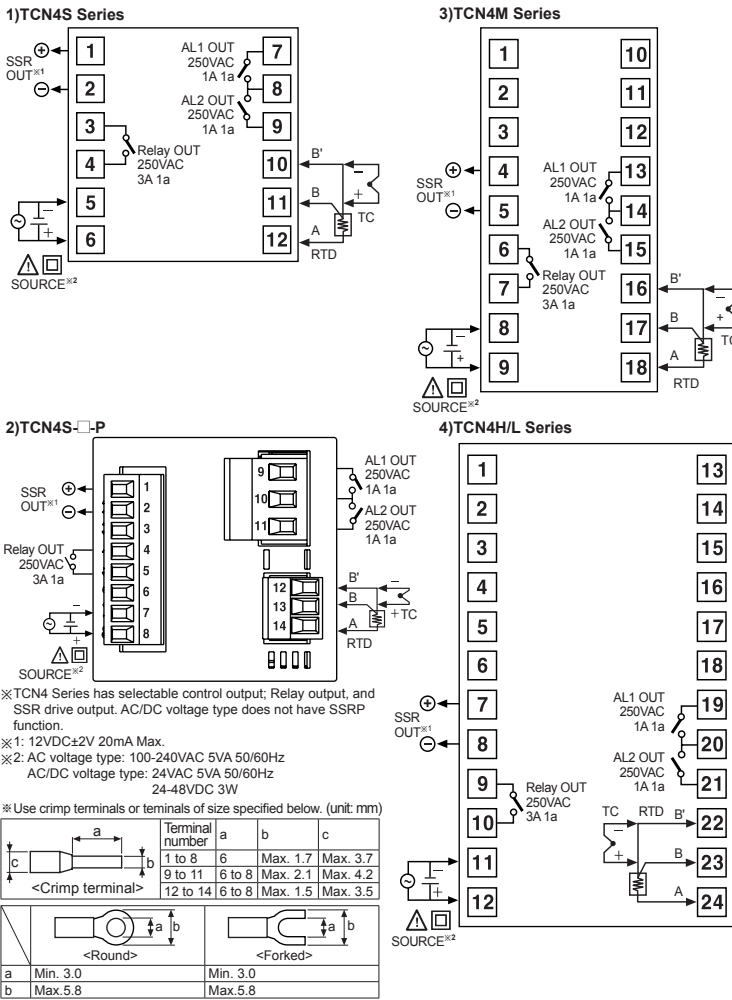 1)TCN4S Series
SSR
OUT※1
1
2
3
4
5
6
Relay OUT
250VAC
3A 1a
SOURCE※2
AL1 OUT
250VAC
1A 1a
AL2 OUT
250VAC
1A 1a
7
8
9
10
11
12
B'
B
A
RTD
TC
3)TCN4M Series
1
2
3
4
5
6
7
8
9
SSR
OUT※1
Relay OUT
250VAC
3A 1a
SOURCE※2
10
11
12
13
14
15
16
17
18
AL1 OUT
250VAC
1A 1a
AL2 OUT
250VAC
1A 1a
B'
B
A
RTD
2)TCN4S-□-P
SSR
OUT※1
Relay OUT
250VAC
3A 1a
SOURCE※2
1
2
3
4
5
6
7
8
9
10
11
12
13
14
AL1 OUT
250VAC
1A 1a
AL2 OUT
250VAC
1A 1a
B'
B
A
RTD
TC
※TCN4 Series has selectable control output; Relay output, and
SSR drive output. AC/DC voltage type does not have SSRP
function.
※1: 12VDC±2V 20mA Max.
※2: AC voltage type: 100-240VAC 5VA 50/60Hz
AC/DC voltage type: 24VAC 5VA 50/60Hz
24-48VDC 3W
※Use crimp terminals or teminals of size specified below. (unit: mm)
a
c
b
<Crimp terminal>
Terminal number a b c
1 to 8 6 Max. 1.7 Max. 3.7
9 to 11 6 to 8 Max. 2.1 Max. 4.2
12 to 14 6 to 8 Max. 1.5 Max. 3.5
a b
<Round>
a b
<Forked>
a Min. 3.0 Min. 3.0
b Max.5.8 Max.5.8
4)TCN4H/L Series
1
2
3
4
5
6
7
8
9
10
11
12
SSR
OUT※1
Relay OUT
250VAC
3A 1a
SOURCE※2
13
14
15
16
17
18
19
20
21
22
23
24
AL1 OUT
250VAC
1A 1a
AL2 OUT
250VAC
1A 1a
TC RTD B'
B
A